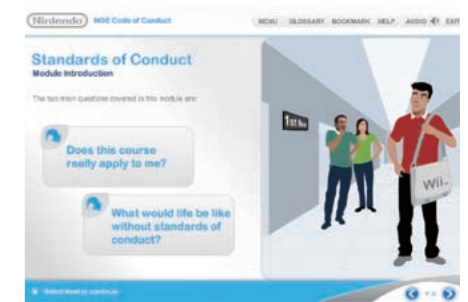 Nintendo NOE Code of Conduct
MENU GLOSSARY BOOKMARK HELP AUDIO EXIT
Standards of Conduct
Module Introduction
The two main questions covered in this module are:
Does this course
really apply to me?
What would life be like
without standards of
conduct?
Wii
Select Next to continue